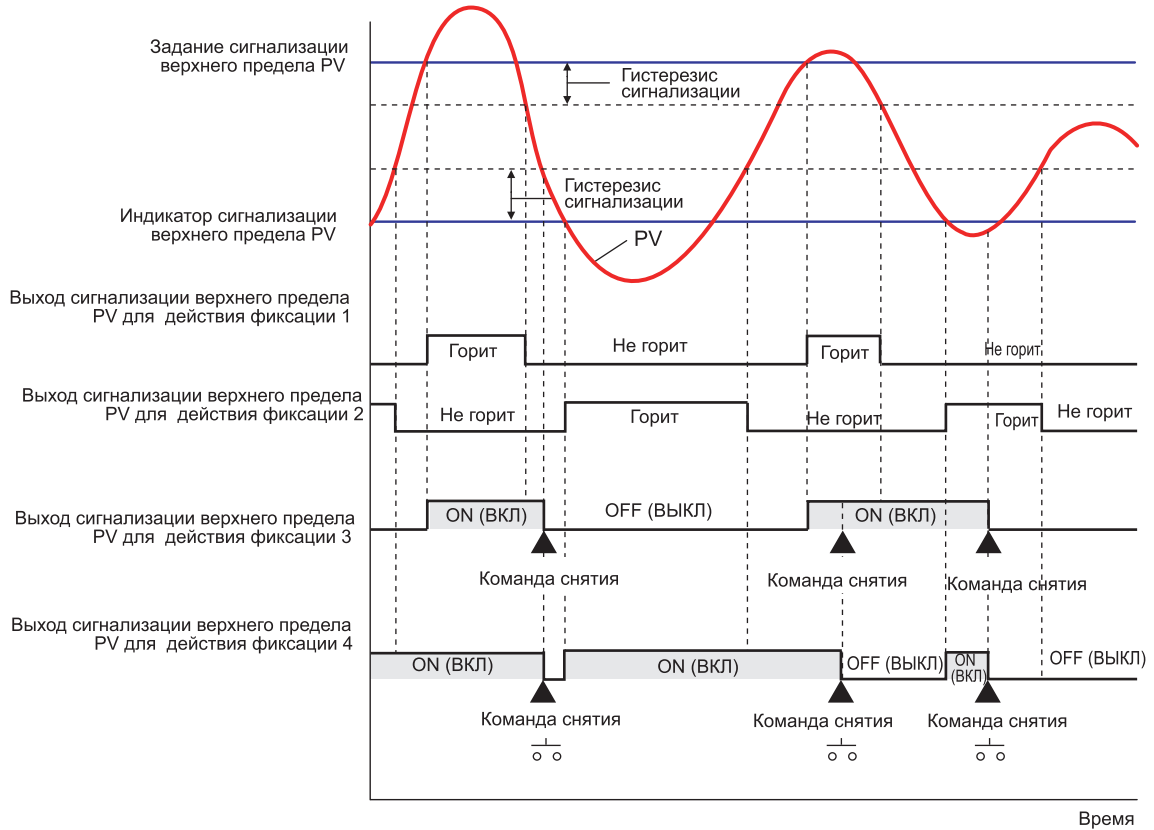 Задание сигнализации
верхнего предела PV
Гистерезис
сигнализации
Гистерезис
сигнализации
Индикатор сигнализации
верхнего предела PV
PV
Выход сигнализации верхнего предела
PV для действия фиксации 1
Горит
Не горит
Горит
Не горит
Выход сигнализации верхнего предела
PV для действия фиксации 2
Не горит
Горит
Не горит
Горит
Не горит
Выход сигнализации верхнего предела
PV для действия фиксации 3
ON (ВКЛ)
OFF (ВЫКЛ)
ON (ВКЛ)
Команда снятия
Команда снятия
Команда снятия
Выход сигнализации верхнего предела
PV для действия фиксации 4
ON (ВКЛ)
ON (ВКЛ)
OFF (ВЫКЛ)
ON
(ВКЛ)
OFF (ВЫКЛ)
Команда снятия
Команда снятия
Команда снятия
Время